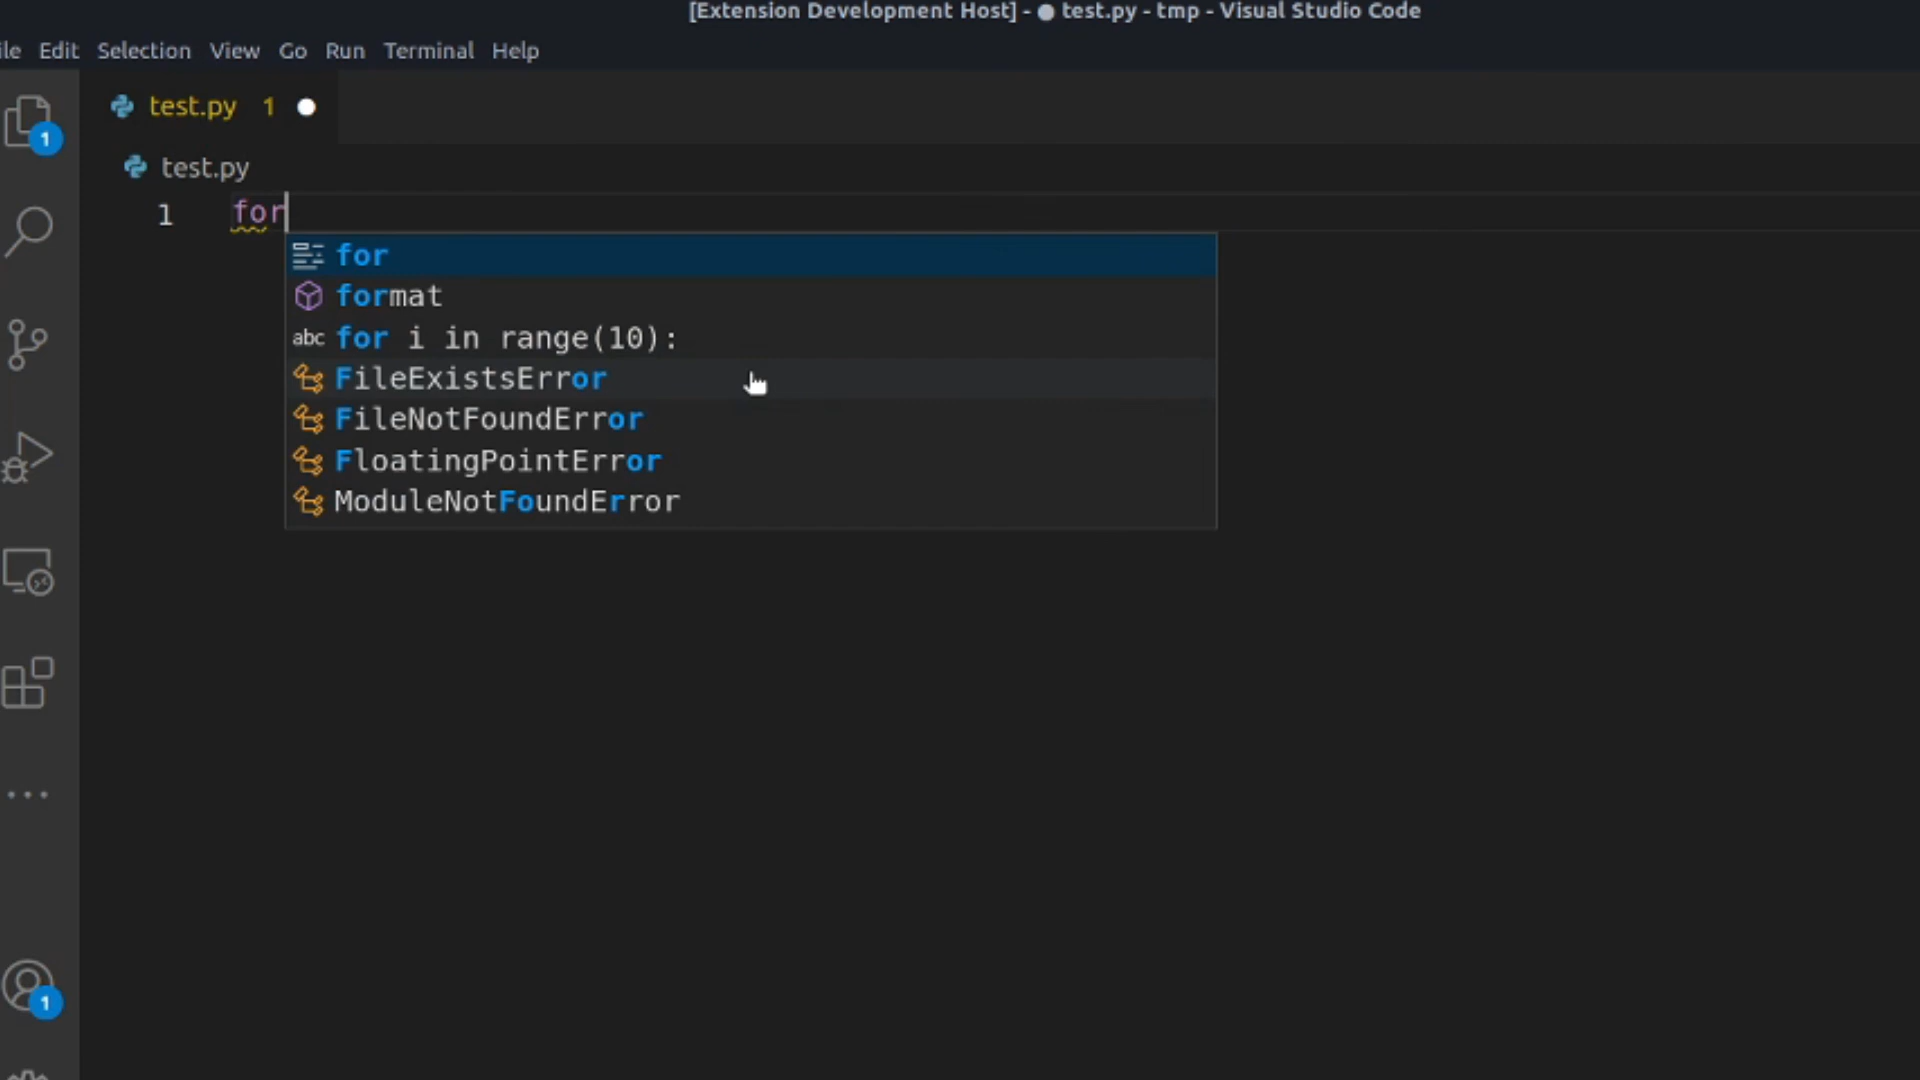 [Extension Development Host] - ● test.py - tmp - Visual Studio Code
ile Edit Selection View Go Run Terminal Help
test.py 1
1
test.py
1 for
for
format
abc for i in range(10):
FileExistsError
FileNotFoundError
FloatingPointError
ModuleNotFoundError
1